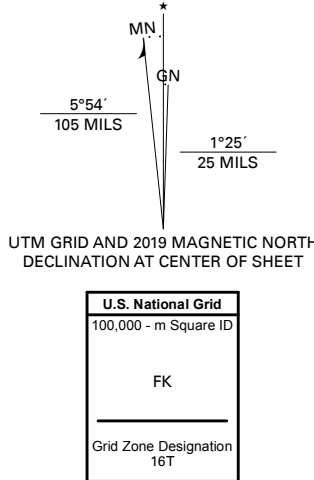 MN
GN
5°54´
105 MILS
1°25´
25 MILS
UTM GRID AND 2019 MAGNETIC NORTH
DECLINATION AT CENTER OF SHEET
U.S. National Grid
100,000 - m Square ID
FK
Grid Zone Designation
16T